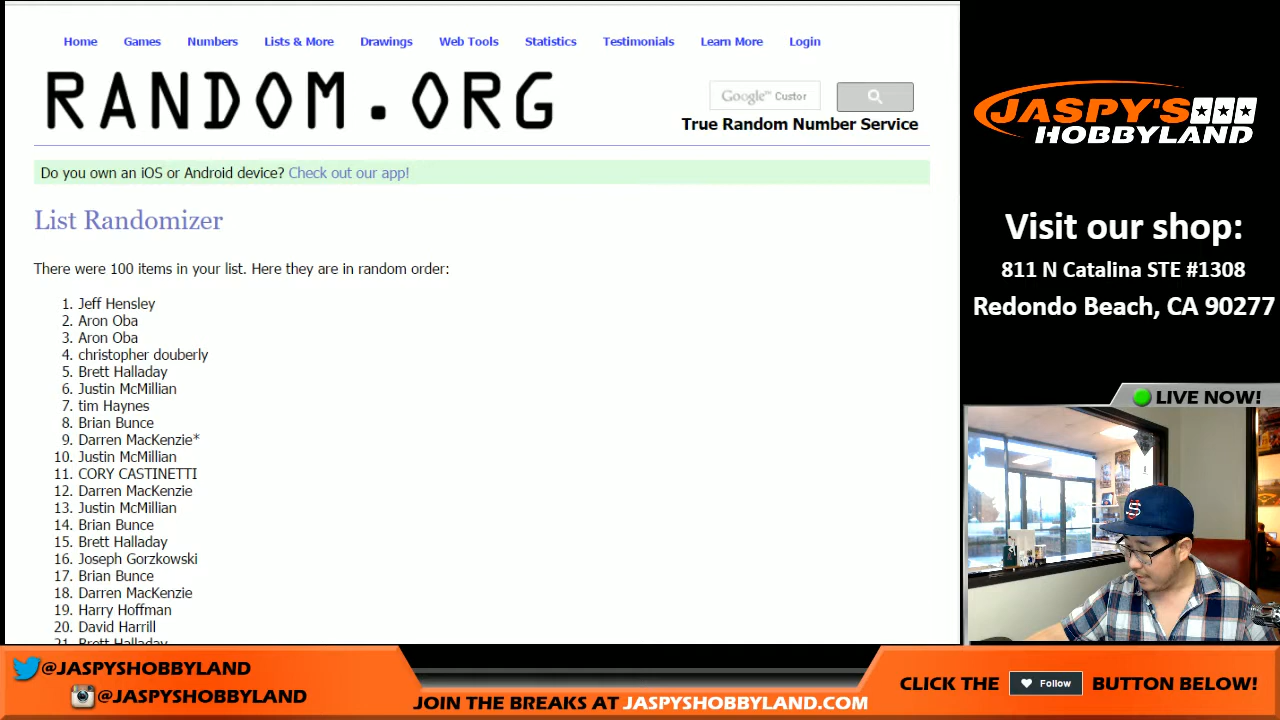 Home Games Numbers Lists & More Drawings Web Tools Statistics Testimonials Learn More Login
RANDOM.ORG
Google™ Custor
True Random Number Service
Do you own an iOS or Android device? Check out our app!
List Randomizer
There were 100 items in your list. Here they are in random order:
1. Jeff Hensley
2. Aron Oba
3. Aron Oba
4. christopher douberly
5. Brett Halladay
6. Justin McMillian
7. tim Haynes
8. Brian Bunce
9. Darren MacKenzie*
10. Justin McMillian
11. CORY CASTINETTI
12. Darren MacKenzie
13. Justin McMillian
14. Brian Bunce
15. Brett Halladay
16. Joseph Gorzkowski
17. Brian Bunce
18. Darren MacKenzie
19. Harry Hoffman
20. David Harrill
21. Brett Halladay
JASPY'S
HOBBYLAND
Visit our shop:
811 N Catalina STE #1308
Redondo Beach, CA 90277
LIVE NOW!
@JASPYSHOBBYLAND
@JASPYSHOBBYLAND
JOIN THE BREAKS AT JASPYSHOBBYLAND.COM
CLICK THE Follow BUTTON BELOW!